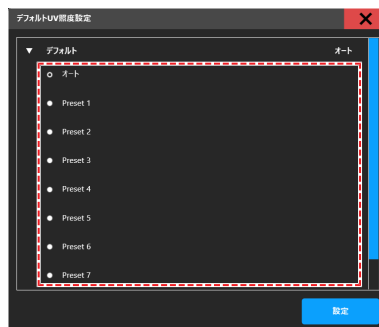 デフォルトUV照度設定
▼ デフォルト オート
オート
Preset 1
Preset 2
Preset 3
Preset 4
Preset 5
Preset 6
Preset 7
設定